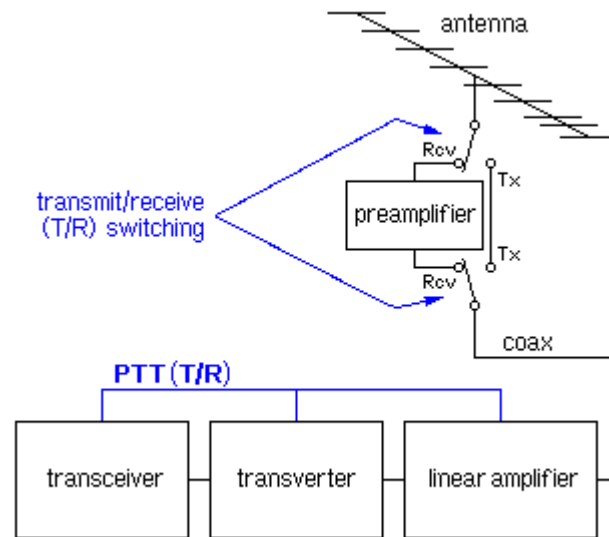 antenna
Rcv
Tx
transmit/receive
(T/R) switching
preamplifier
Tx
Rcv
coax
PTT (T/R)
transceiver
transverter
linear amplifier